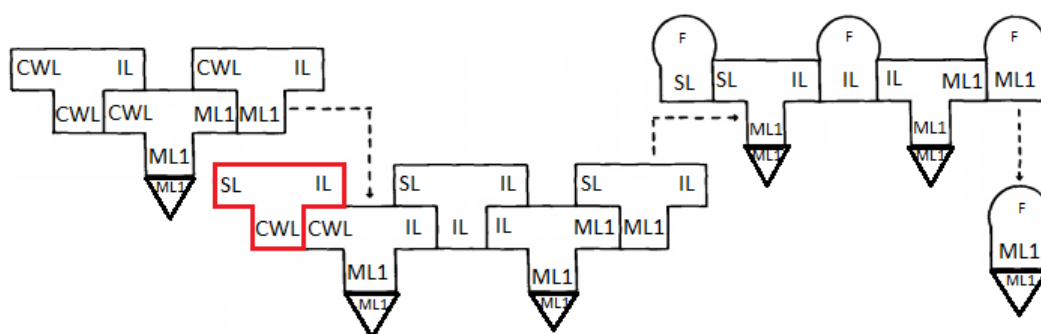 CWL IL CWL IL
CWL CWL ML1 ML1
ML1
ML1
SL IL SL IL SL IL
CWL CWL IL IL IL ML1 ML1
ML1 ML1
ML1 ML1
F F F
SL SL IL IL IL ML1 ML1
ML1 ML1
ML1 ML1
F
ML1
ML1